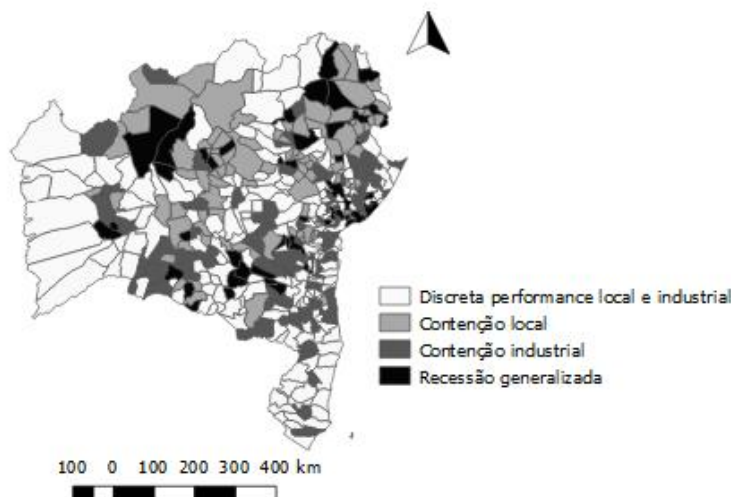 Discreta performance local e industrial
Contenção local
Contenção industrial
Recessão generalizada
100 0 100 200 300 400 km